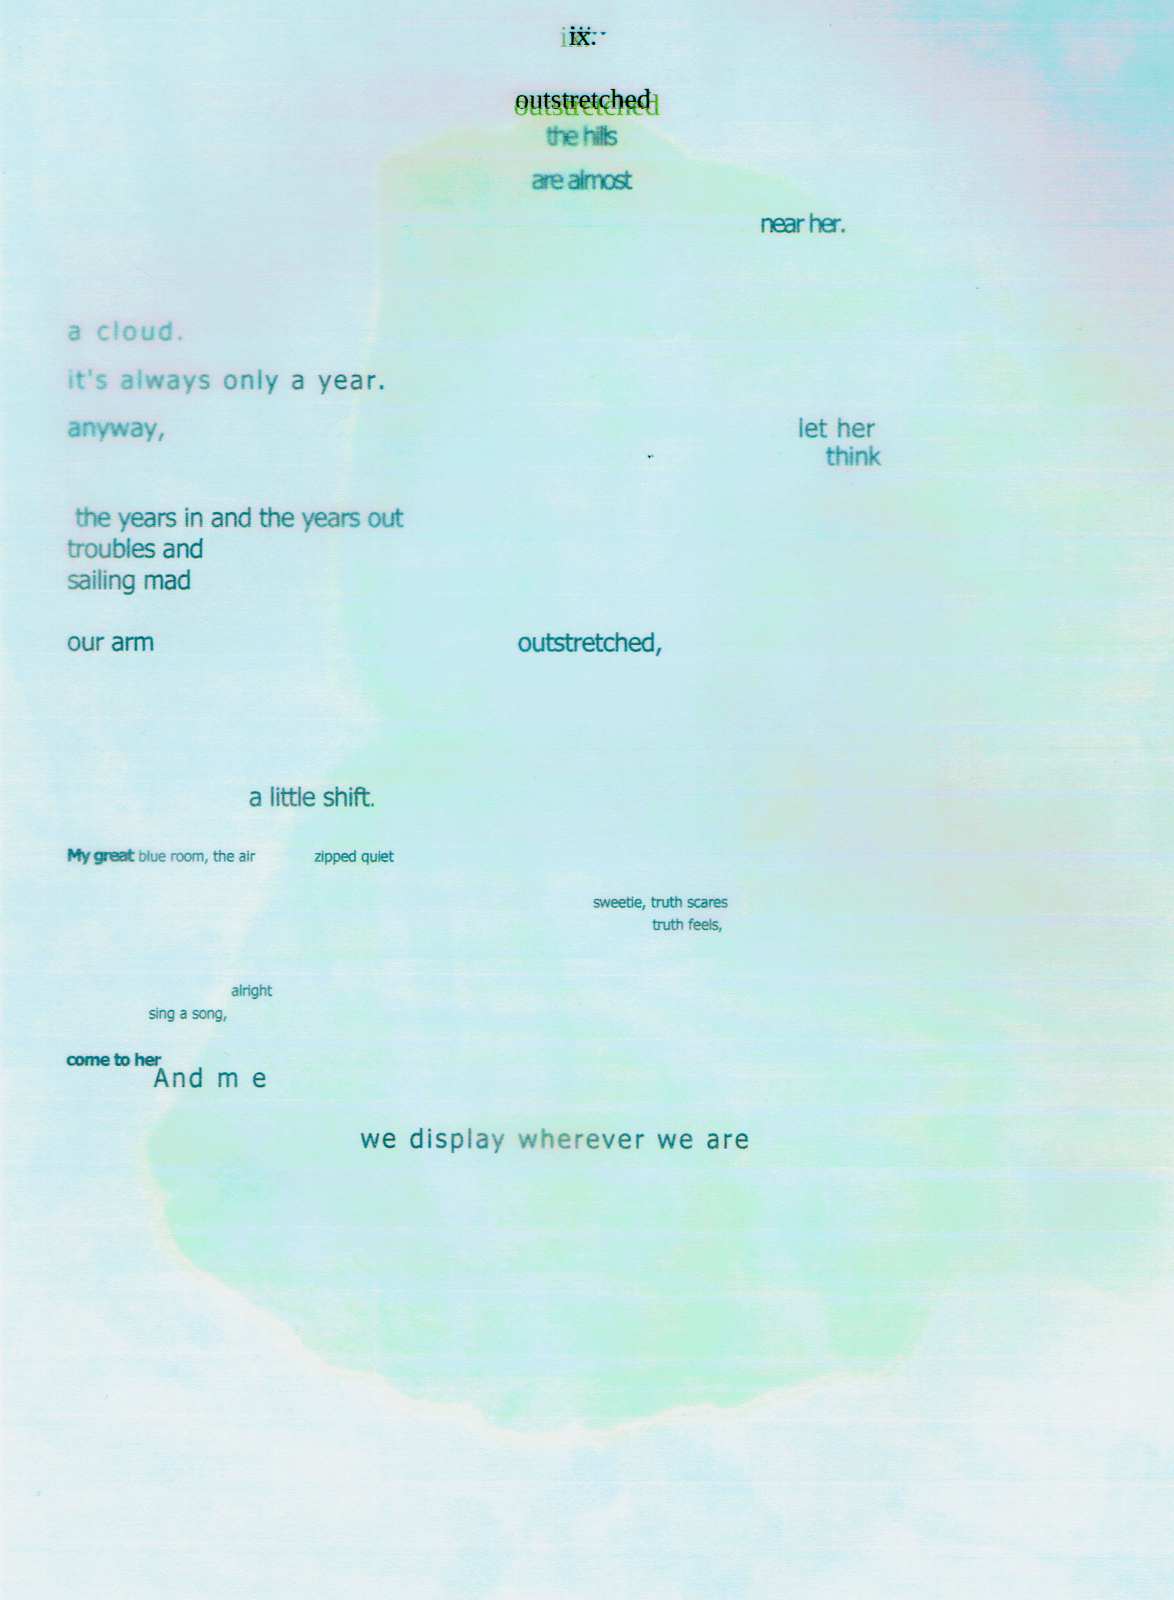 ix.
outstretched
the hills
are almost
near her.
a cloud.
it's always only a year.
anyway, let her
think
the years in and the years out
troubles and
sailing mad
our arm outstretched,
a little shift.
My great blue room, the air zipped quiet
sweetie, truth scares
truth feels,
alright
sing a song,
come to her
And m e
we display wherever we are